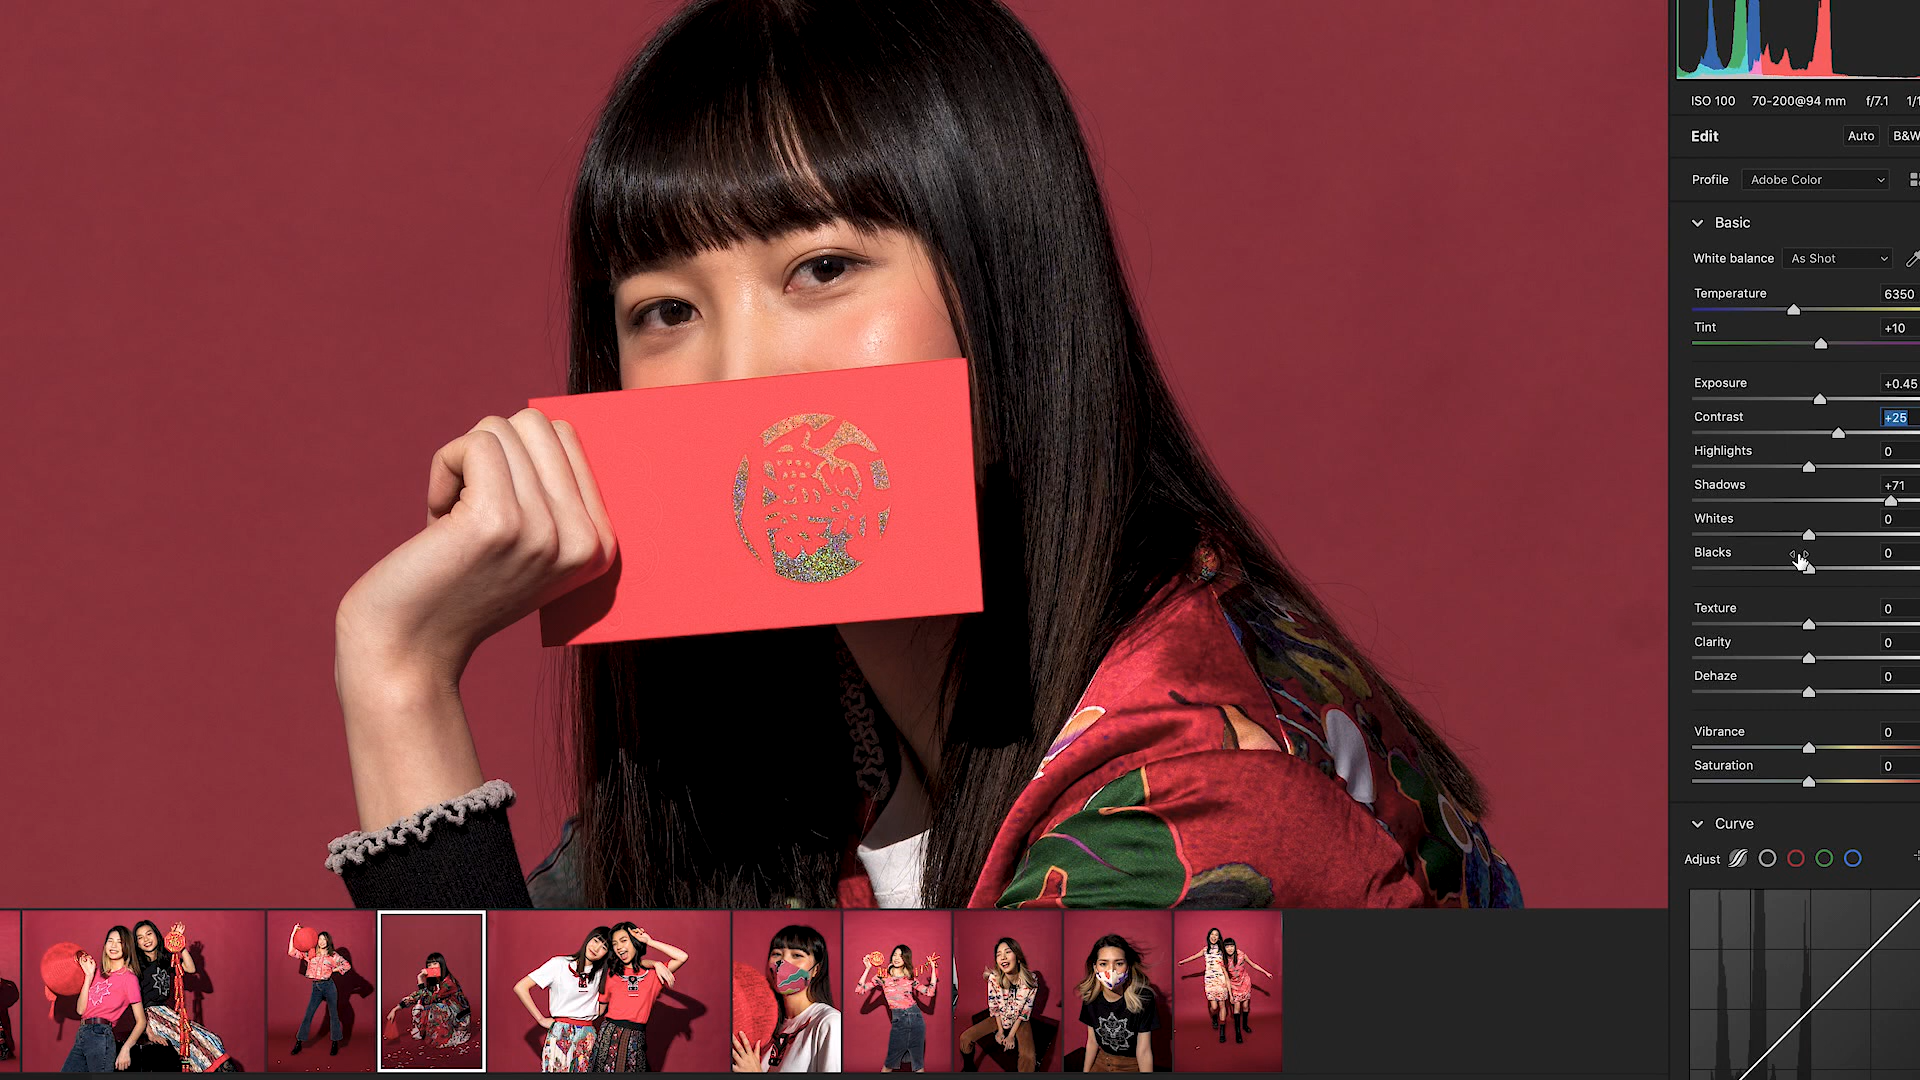 ISO 100 70-200@94 mm f/7.1
Edit Auto B&W
Profile Adobe Color
Basic
White balance As Shot
Temperature 6350
Tint +10
Exposure +0.45
Contrast +25
Highlights 0
Shadows +71
Whites 0
Blacks 0
Texture 0
Clarity 0
Dehaze 0
Vibrance 0
Saturation 0
Curve
Adjust